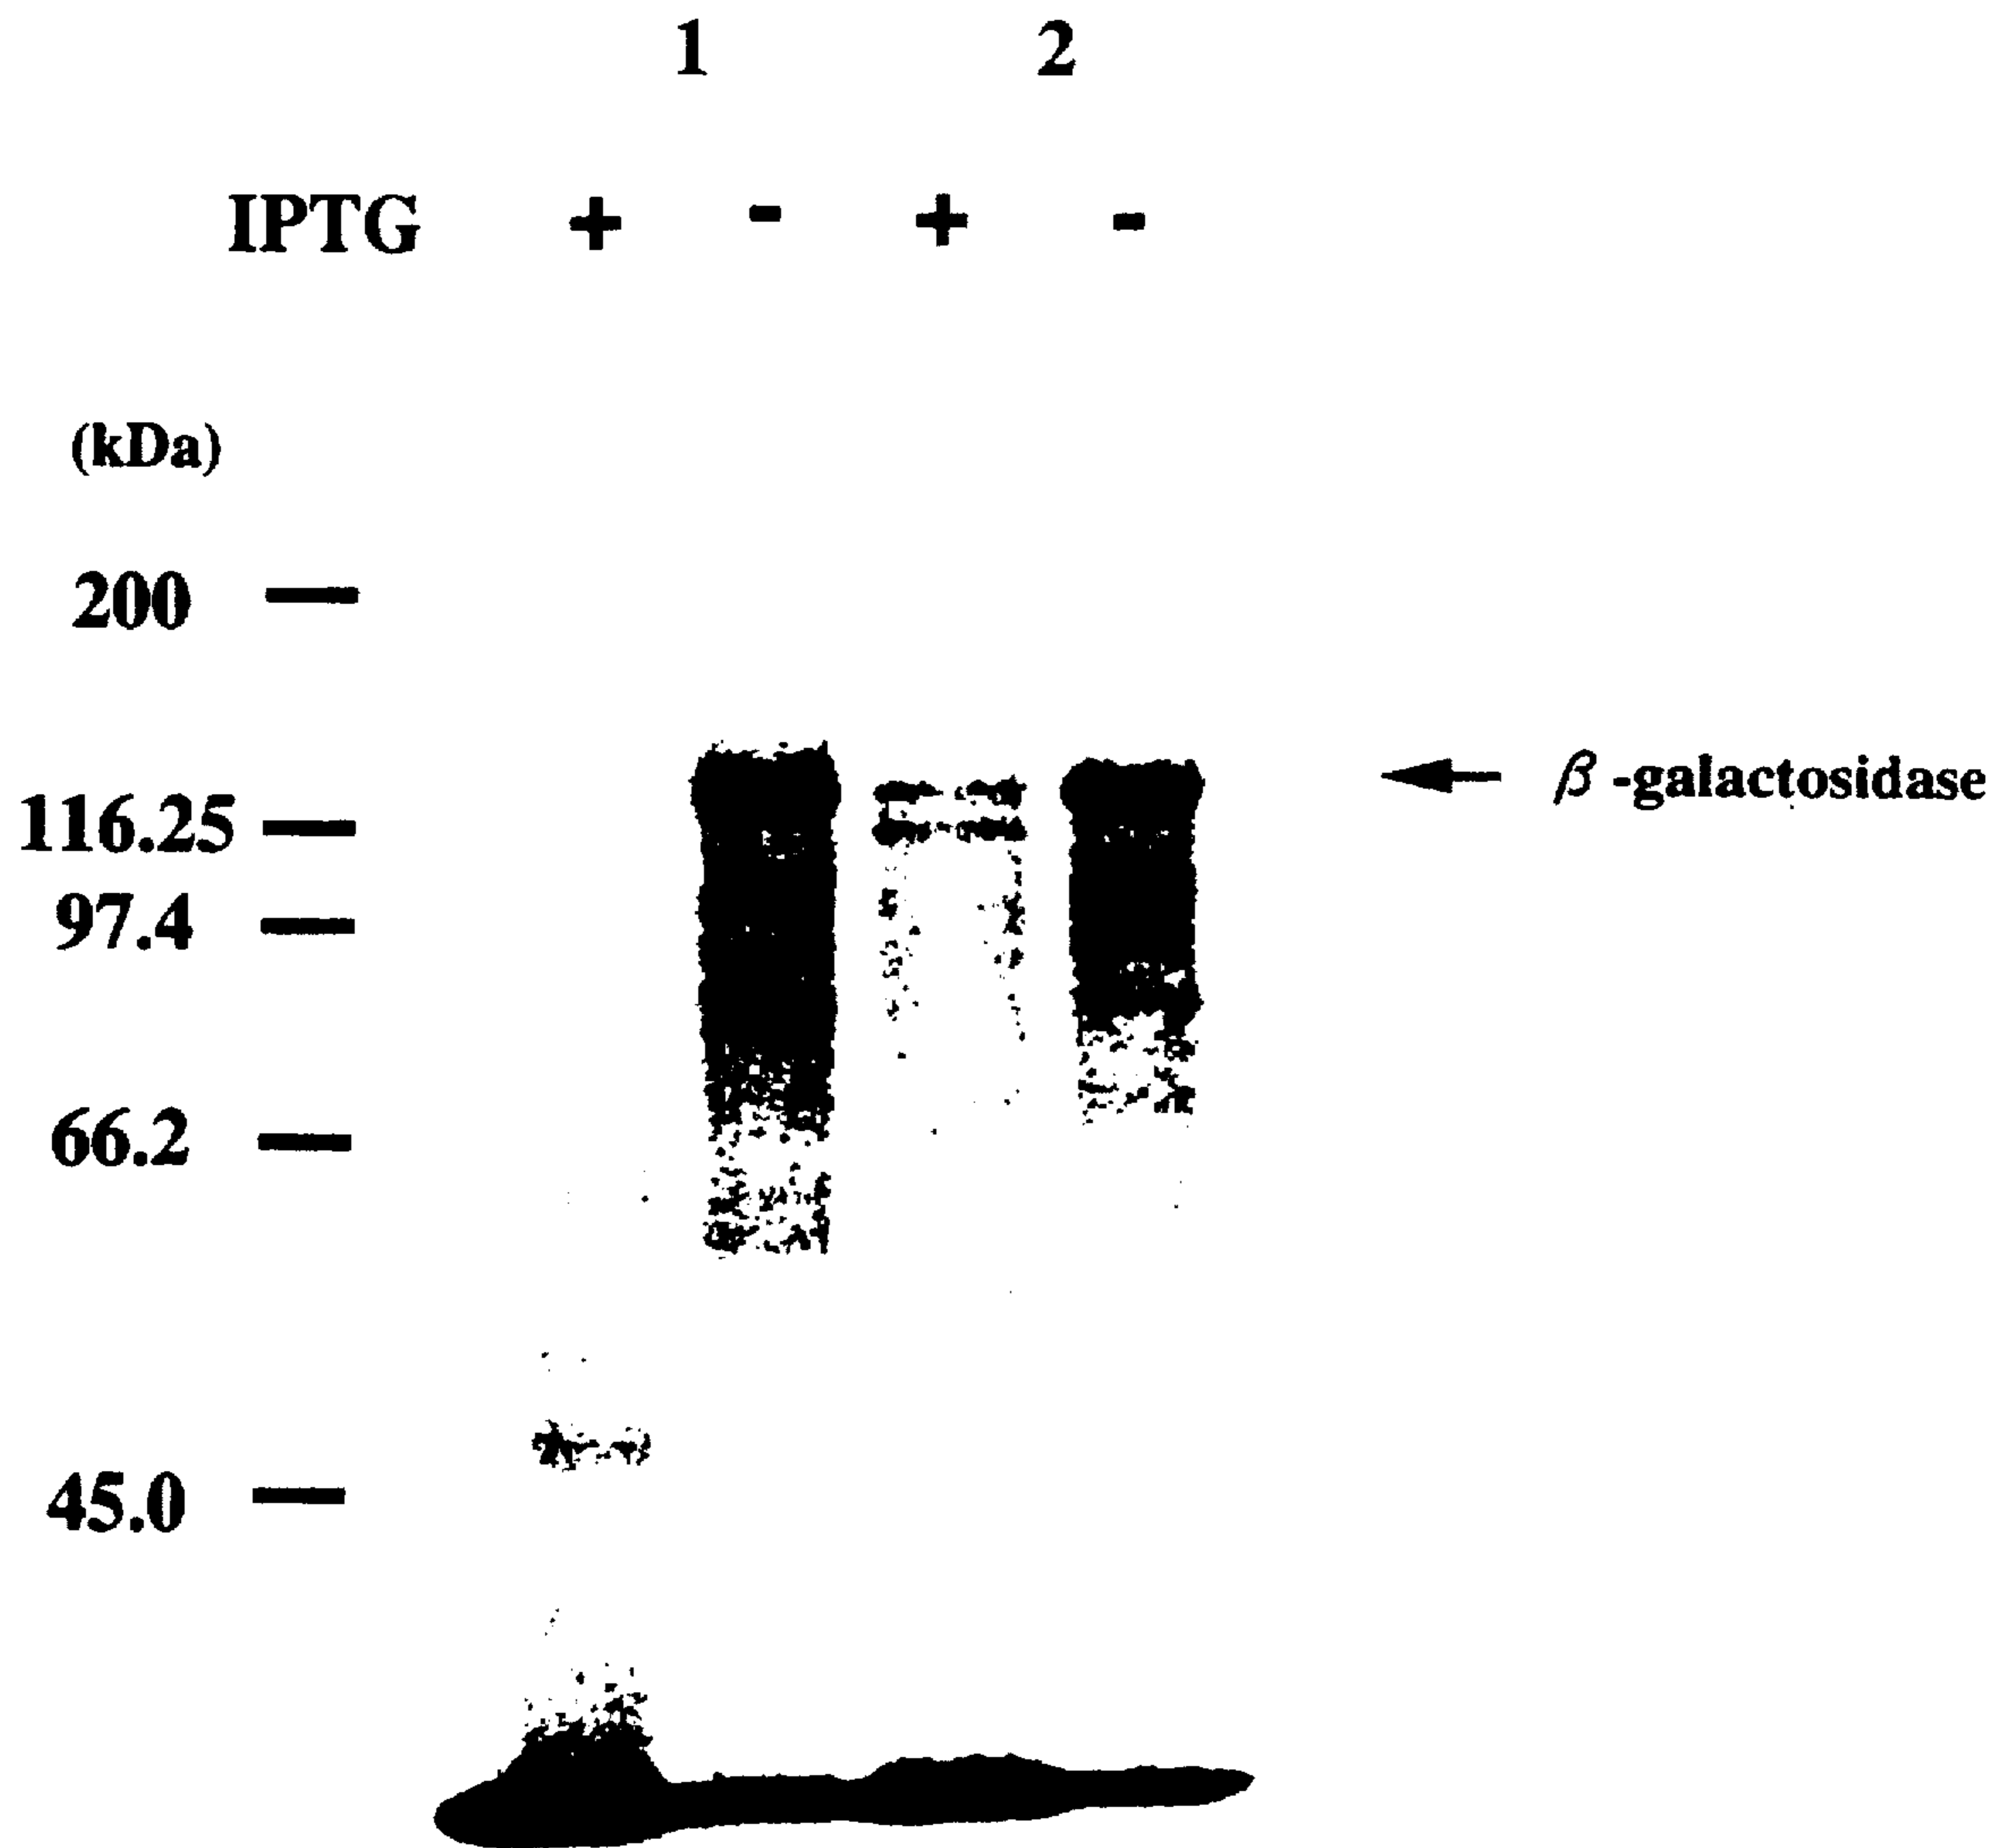 1 2
IPTG + - + -
(kDa)
200
β-galactosidase
116.25
97.4
66.2
45.0